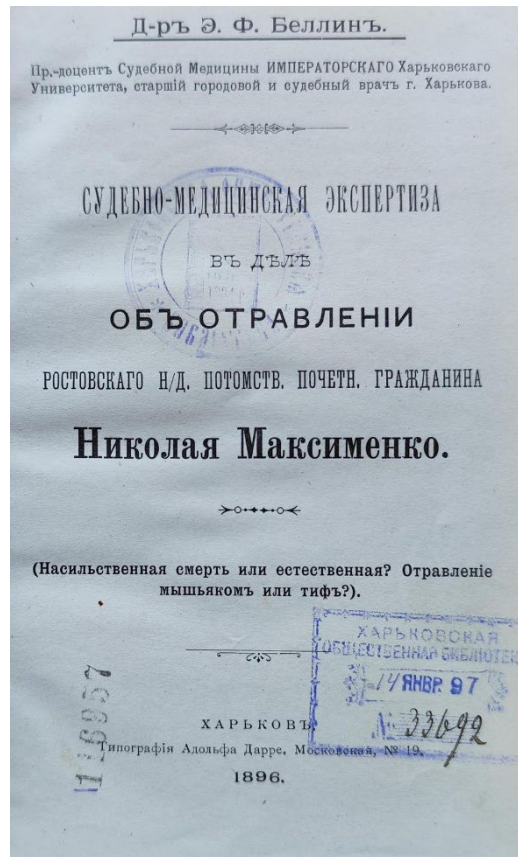 Д-ръ Э. Ф. Беллинъ.
Пр.-доцентъ Судебной Медицины ИМПЕРАТОРСКАГО Харьковскаго
Университета, старшій городовой и судебный врачъ г. Харькова.
СУДЕБНО-МЕДИЦИНСКАЯ ЭКСПЕРТИЗА
ВЪ ДѢЛѢ
ОБЪ ОТРАВЛЕНІИ
РОСТОВСКАГО Н/Д. ПОТОМСТВ. ПОЧЕТН. ГРАЖДАНИНА
Николая Максименко.
(Насильственная смерть или естественная? Отравленіе
мышьякомъ или тифъ?).
ХАРЬКОВСКАЯ
ОБЩЕСТВЕННАЯ БИБЛІОТЕК
14 ЯНВР. 97
№ 33692
116957
ХАРЬКОВЪ
Типографія Адольфа Дарре, Московская, № 19.
1896.